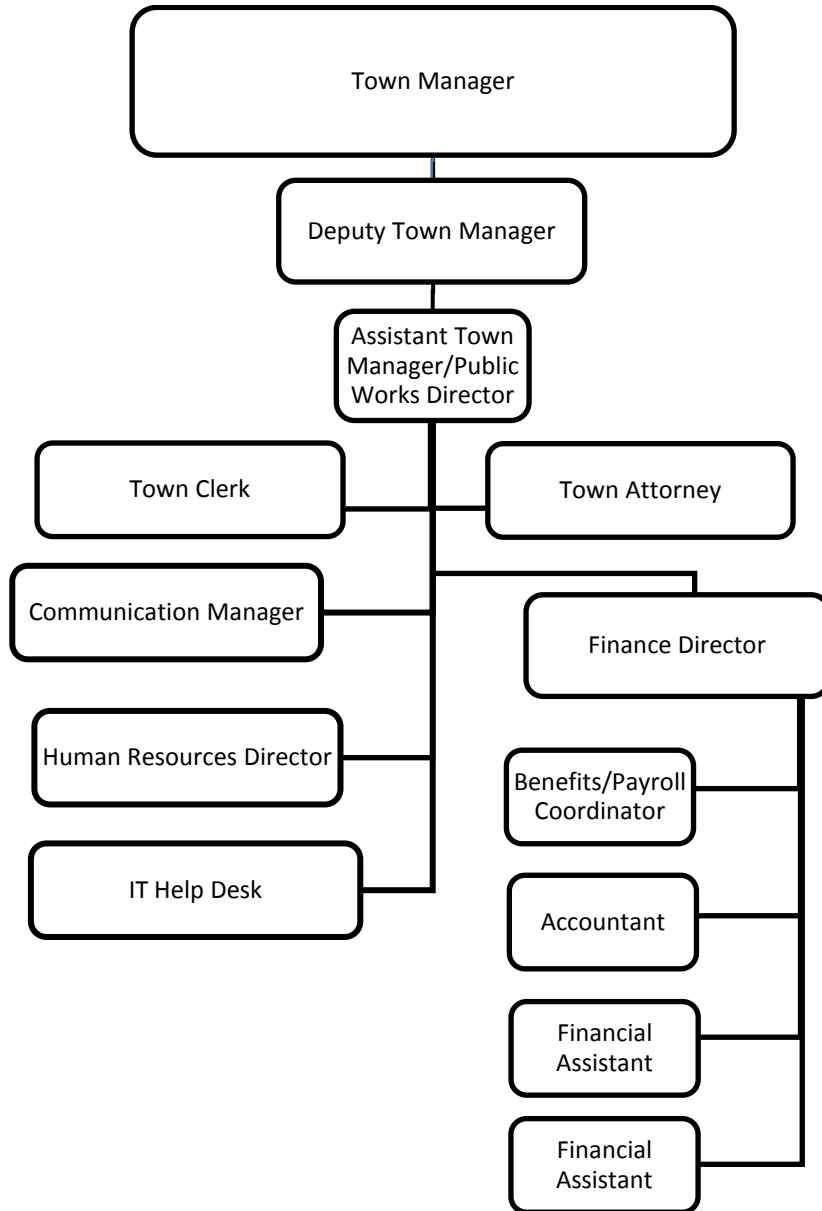 Town Manager
Deputy Town Manager
Assistant Town
Manager/Public
Works Director
Town Clerk
Town Attorney
Communication Manager
Finance Director
Human Resources Director
Benefits/Payroll
Coordinator
IT Help Desk
Accountant
Financial
Assistant
Financial
Assistant